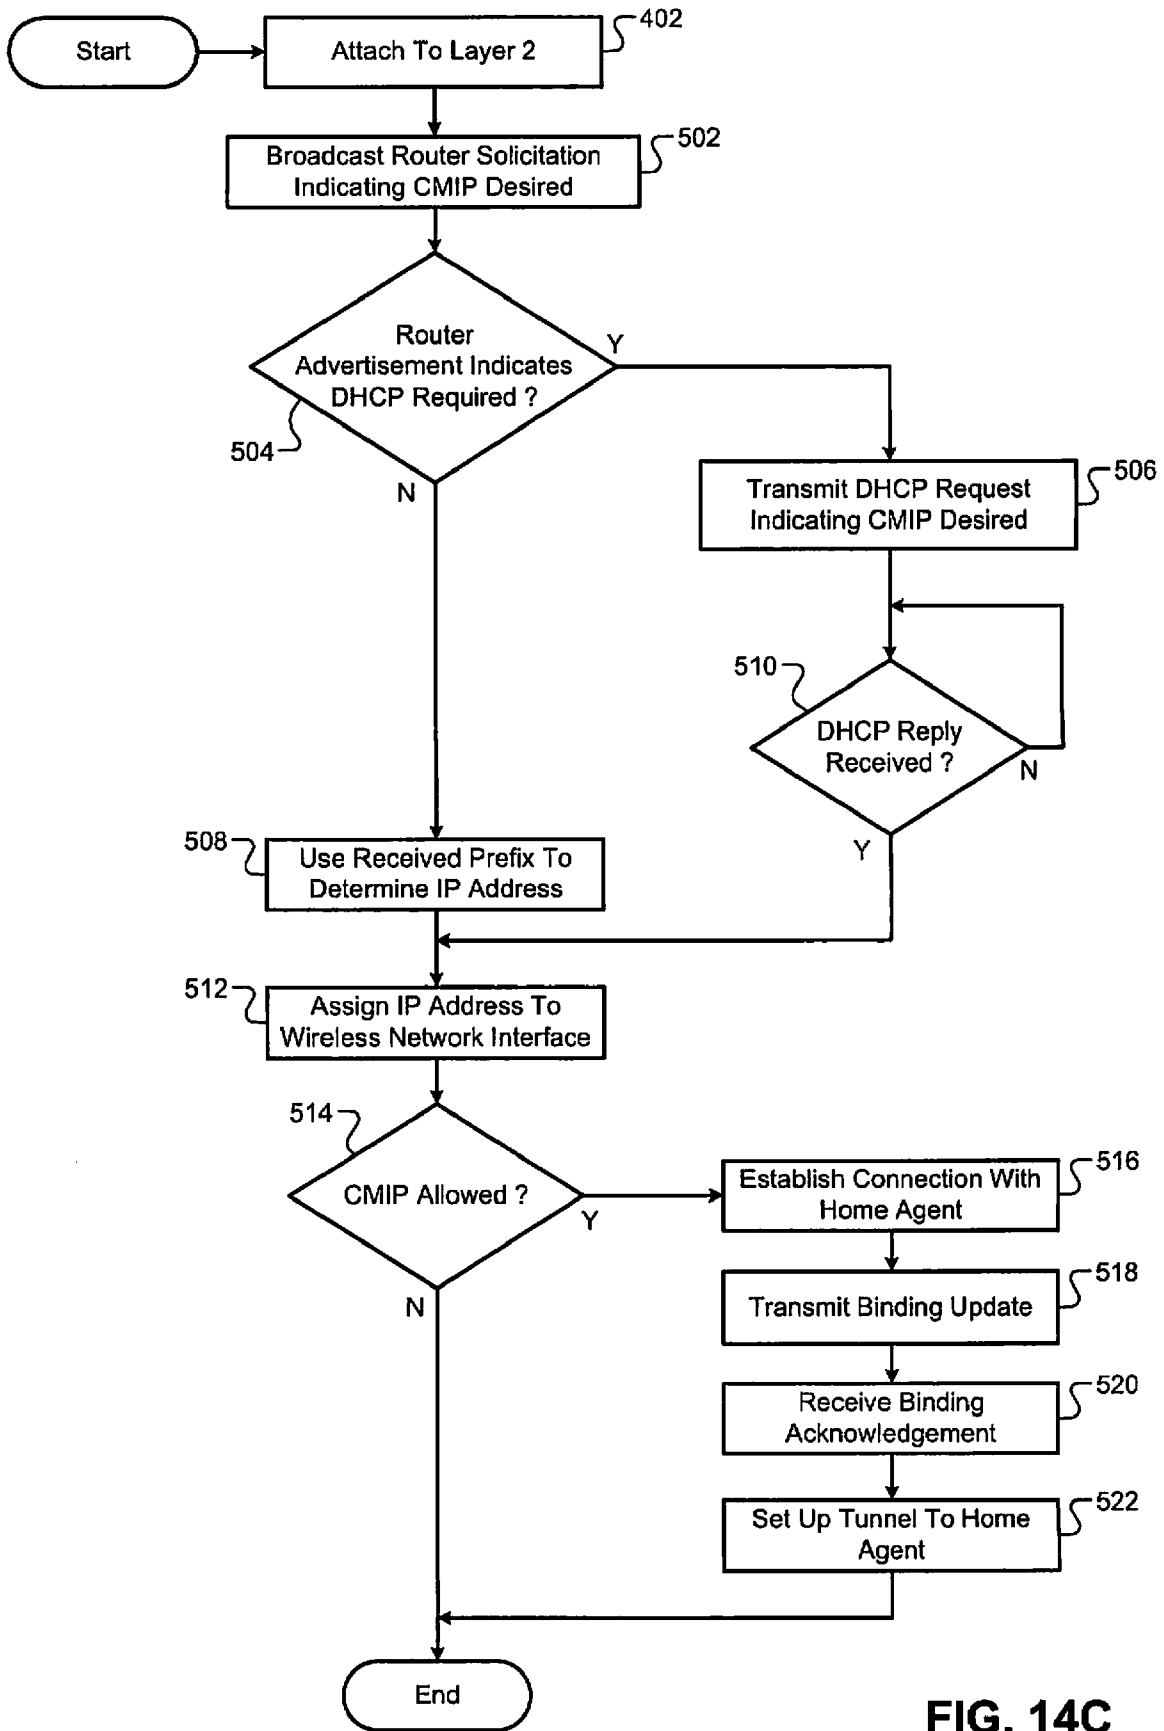 Start
Attach To Layer 2
402
Broadcast Router Solicitation
Indicating CMIP Desired
502
Router
Advertisement Indicates
DHCP Required ?
Y
504
N
Transmit DHCP Request
Indicating CMIP Desired
506
510
DHCP Reply
Received ?
N
Y
508
Use Received Prefix To
Determine IP Address
512
Assign IP Address To
Wireless Network Interface
514
CMIP Allowed ?
Y
N
Establish Connection With
Home Agent
516
Transmit Binding Update
518
Receive Binding
Acknowledgement
520
Set Up Tunnel To Home
Agent
522
End
FIG. 14C